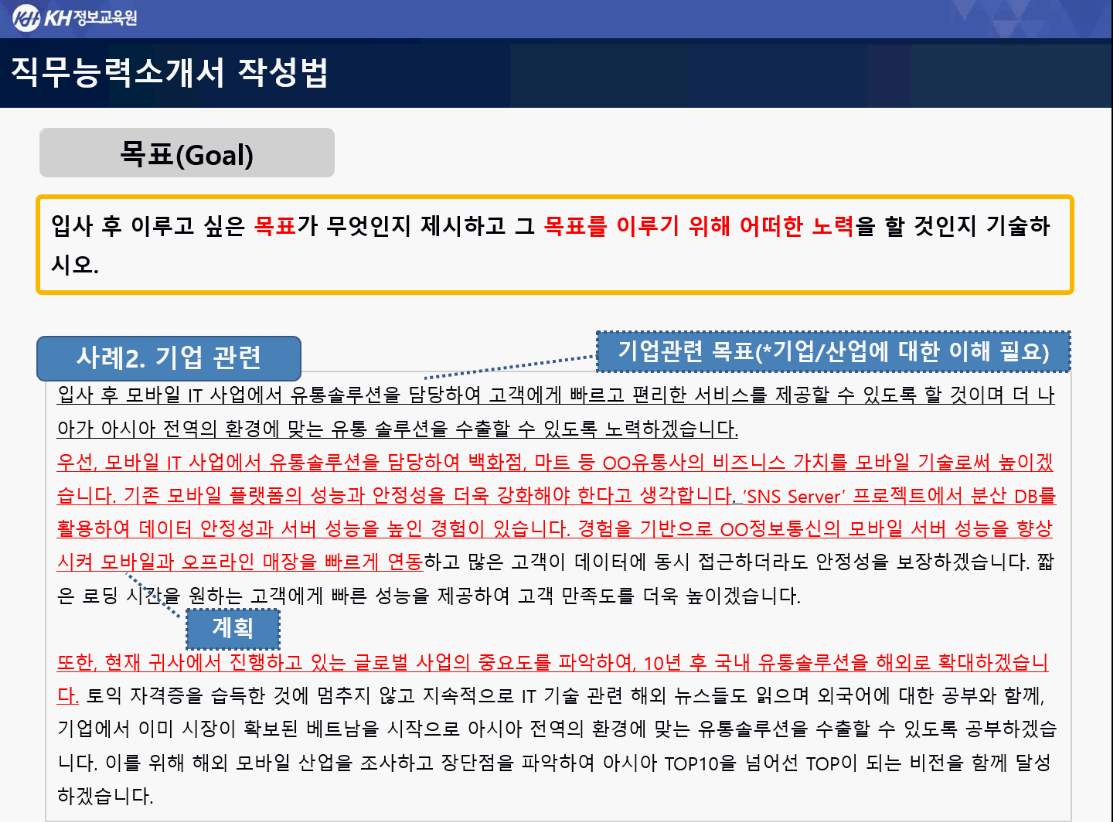 KH KH정보교육원
직무능력소개서 작성법
목표(Goal)
입사 후 이루고 싶은 목표가 무엇인지 제시하고 그 목표를 이루기 위해 어떠한 노력을 할 것인지 기술하
시오.
사례2. 기업 관련
기업관련 목표(*기업/산업에 대한 이해 필요)
입사 후 모바일 IT 사업에서 유통솔루션을 담당하여 고객에게 빠르고 편리한 서비스를 제공할 수 있도록 할 것이며 더 나
아가 아시아 전역의 환경에 맞는 유통 솔루션을 수출할 수 있도록 노력하겠습니다.
우선, 모바일 IT 사업에서 유통솔루션을 담당하여 백화점, 마트 등 OO유통사의 비즈니스 가치를 모바일 기술로써 높이겠
습니다. 기존 모바일 플랫폼의 성능과 안정성을 더욱 강화해야 한다고 생각합니다. ‘SNS Server’ 프로젝트에서 분산 DB를
활용하여 데이터 안정성과 서버 성능을 높인 경험이 있습니다. 경험을 기반으로 OO정보통신의 모바일 서버 성능을 향상
시켜 모바일과 오프라인 매장을 빠르게 연동하고 많은 고객이 데이터에 동시 접근하더라도 안정성을 보장하겠습니다. 짧
은 로딩 시간을 원하는 고객에게 빠른 성능을 제공하여 고객 만족도를 더욱 높이겠습니다.
계획
또한, 현재 귀사에서 진행하고 있는 글로벌 사업의 중요도를 파악하여, 10년 후 국내 유통솔루션을 해외로 확대하겠습니
다. 토익 자격증을 습득한 것에 멈추지 않고 지속적으로 IT 기술 관련 해외 뉴스들도 읽으며 외국어에 대한 공부와 함께,
기업에서 이미 시장이 확보된 베트남을 시작으로 아시아 전역의 환경에 맞는 유통솔루션을 수출할 수 있도록 공부하겠습
니다. 이를 위해 해외 모바일 산업을 조사하고 장단점을 파악하여 아시아 TOP10을 넘어선 TOP이 되는 비전을 함께 달성
하겠습니다.